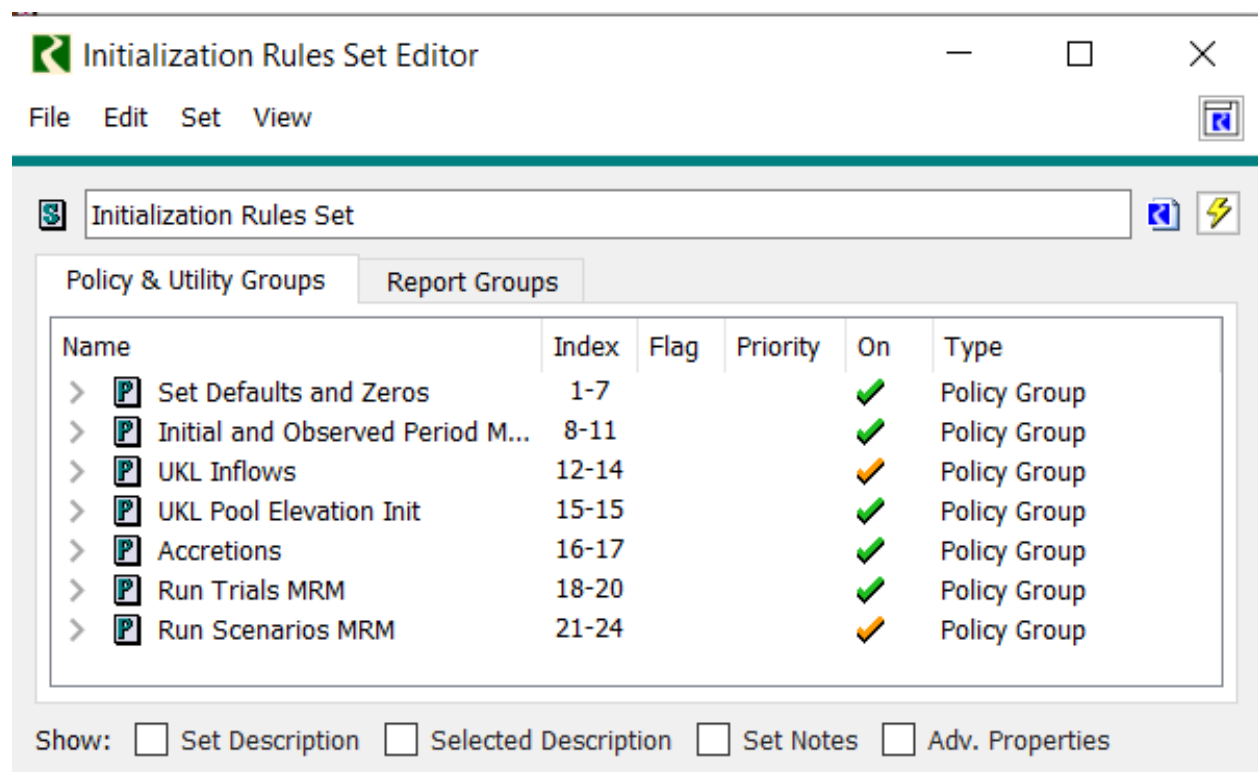 Initialization Rules Set Editor
File Edit Set View
Initialization Rules Set
Policy & Utility Groups Report Groups
Name Index Flag Priority On Type
P Set Defaults and Zeros 1-7 Policy Group
P Initial and Observed Period M... 8-11 Policy Group
P UKL Inflows 12-14 Policy Group
P UKL Pool Elevation Init 15-15 Policy Group
P Accretions 16-17 Policy Group
P Run Trials MRM 18-20 Policy Group
P Run Scenarios MRM 21-24 Policy Group
Show: Set Description Selected Description Set Notes Adv. Properties